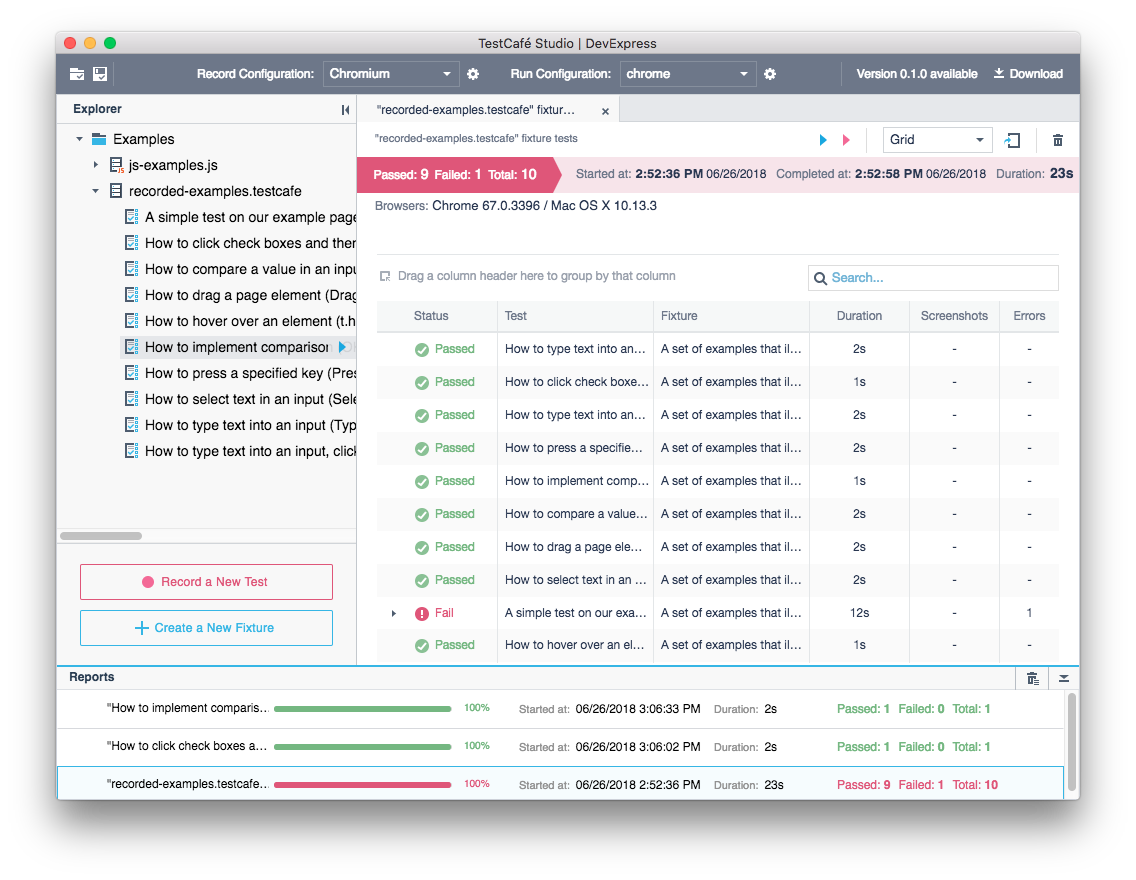 TestCafé Studio | DevExpress
Record Configuration: Chromium Run Configuration: chrome Version 0.1.0 available Download
Explorer
Examples
JS js-examples.js
recorded-examples.testcafe
A simple test on our example page
How to click check boxes and then
How to compare a value in an inpu
How to drag a page element (Drag
How to hover over an element (t.h
How to implement comparison
How to press a specified key (Pres
How to select text in an input (Sele
How to type text into an input (Typ
How to type text into an input, click
Record a New Test
Create a New Fixture
"recorded-examples.testcafe" fixtur... ×
"recorded-examples.testcafe" fixture tests Grid
Passed: 9 Failed: 1 Total: 10 Started at: 2:52:36 PM 06/26/2018 Completed at: 2:52:58 PM 06/26/2018 Duration: 23s
Browsers: Chrome 67.0.3396 / Mac OS X 10.13.3
Drag a column header here to group by that column Search...
Status Test Fixture Duration Screenshots Errors
Passed How to type text into an... A set of examples that il... 2s - -
Passed How to click check boxe... A set of examples that il... 1s - -
Passed How to type text into an... A set of examples that il... 2s - -
Passed How to press a specifie... A set of examples that il... 2s - -
Passed How to implement comp... A set of examples that il... 1s - -
Passed How to compare a value... A set of examples that il... 2s - -
Passed How to drag a page ele... A set of examples that il... 2s - -
Passed How to select text in an ... A set of examples that il... 2s - -
Fail A simple test on our exa... A set of examples that il... 12s - 1
Passed How to hover over an el... A set of examples that il... 1s - -
Reports
"How to implement comparis... 100% Started at: 06/26/2018 3:06:33 PM Duration: 2s Passed: 1 Failed: 0 Total: 1
"How to click check boxes a... 100% Started at: 06/26/2018 3:06:02 PM Duration: 2s Passed: 1 Failed: 0 Total: 1
"recorded-examples.testcafe... 100% Started at: 06/26/2018 2:52:36 PM Duration: 23s Passed: 9 Failed: 1 Total: 10